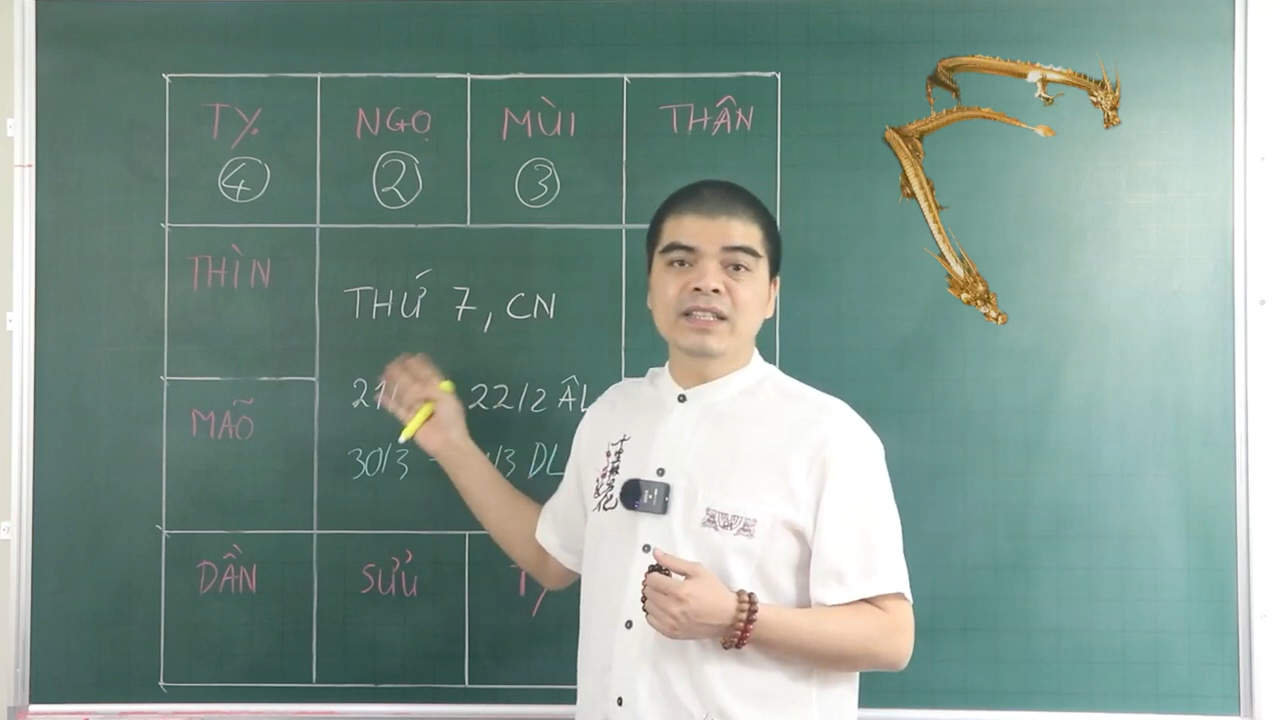 TỴ NGỌ MÙI THÂN
④ ② ③
THÌN
THỨ 7, CN
22/2 ÂL
MÃO
30/3 - /3 DL
DẦN SỬU